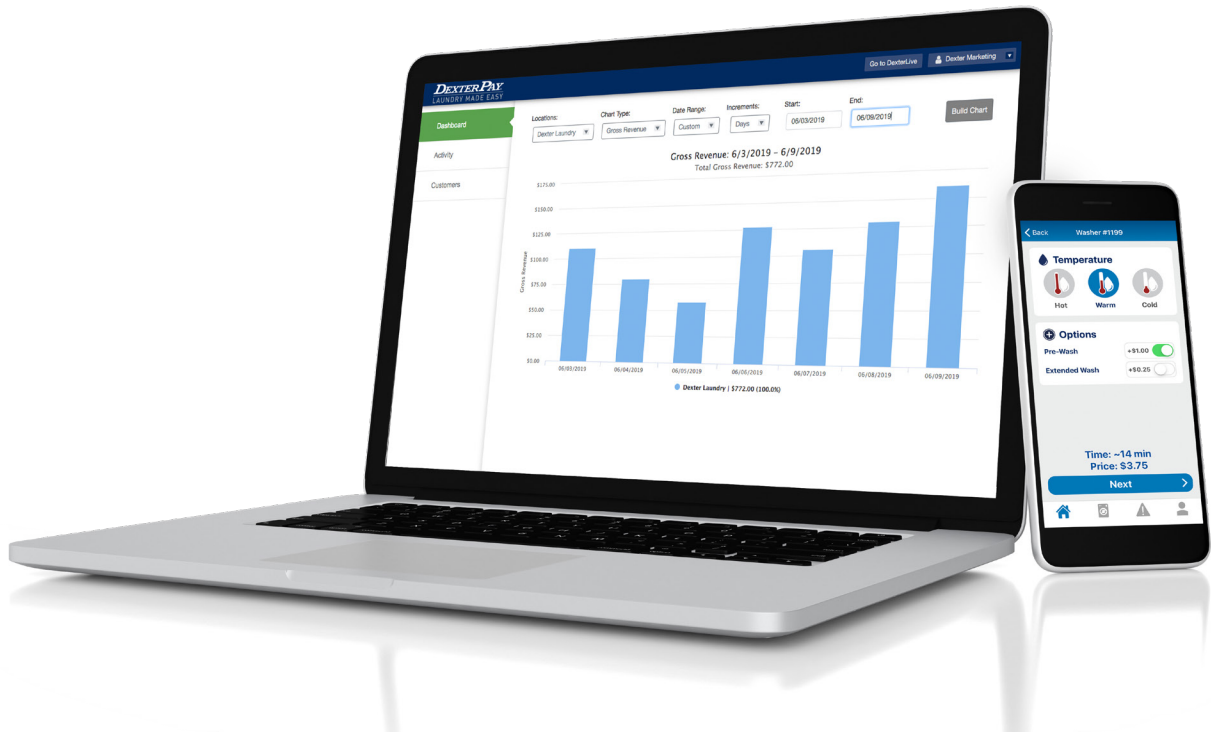 DEXTERPAY
LAUNDRY MADE EASY
Go to DexterLive
Dexter Marketing
Dashboard
Activity
Customers
Locations:
Dexter Laundry
Chart Type:
Gross Revenue
Date Range:
Custom
Increments:
Days
Start:
06/03/2019
End:
06/09/2019
Build Chart
Gross Revenue: 6/3/2019 – 6/9/2019
Total Gross Revenue: $772.00
Gross Revenue
$175.00
$150.00
$125.00
$100.00
$75.00
$50.00
$25.00
$0.00
06/03/2019
06/04/2019
06/05/2019
06/06/2019
06/07/2019
06/08/2019
06/09/2019
Dexter Laundry | $772.00 (100.0%)
Back
Washer #1199
Temperature
Hot
Warm
Cold
Options
Pre-Wash
+$1.00
Extended Wash
+$0.25
Time: ~14 min
Price: $3.75
Next